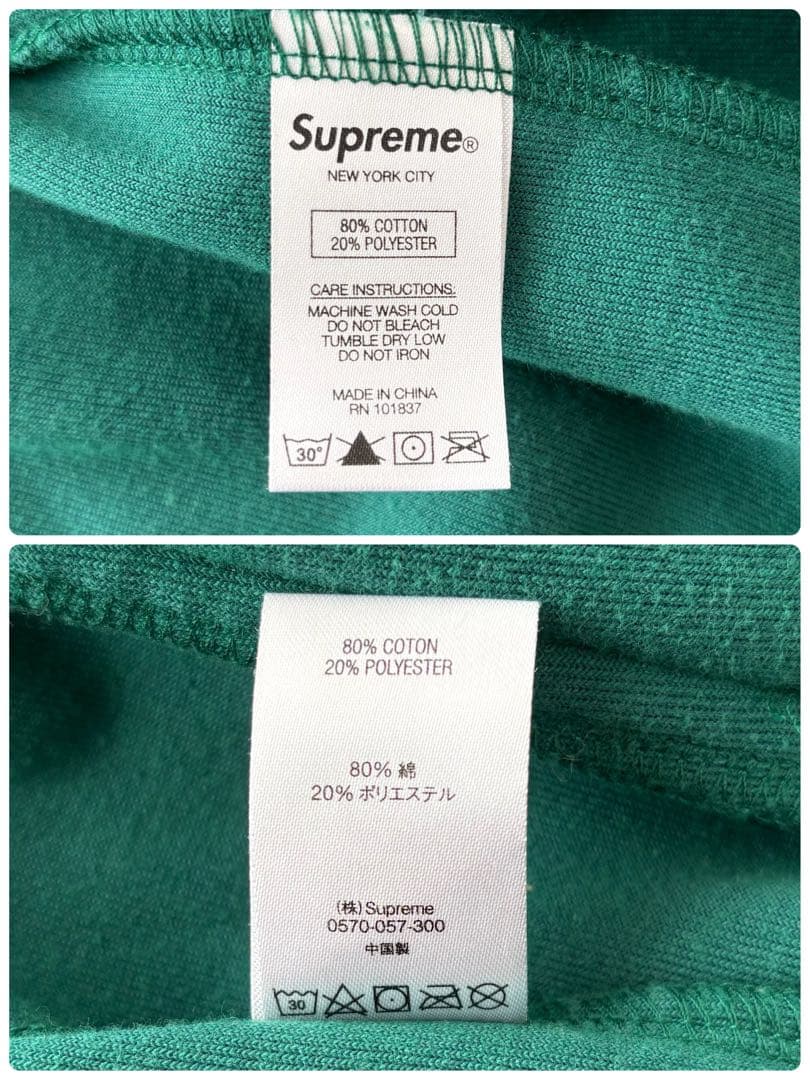 Supreme®
NEW YORK CITY
80% COTTON
20% POLYESTER
CARE INSTRUCTIONS:
MACHINE WASH COLD
DO NOT BLEACH
TUMBLE DRY LOW
DO NOT IRON
MADE IN CHINA
RN 101837
30°
80% COTON
20% POLYESTER
80% 綿
20% ポリエステル
(株) Supreme
0570-057-300
中国製
30